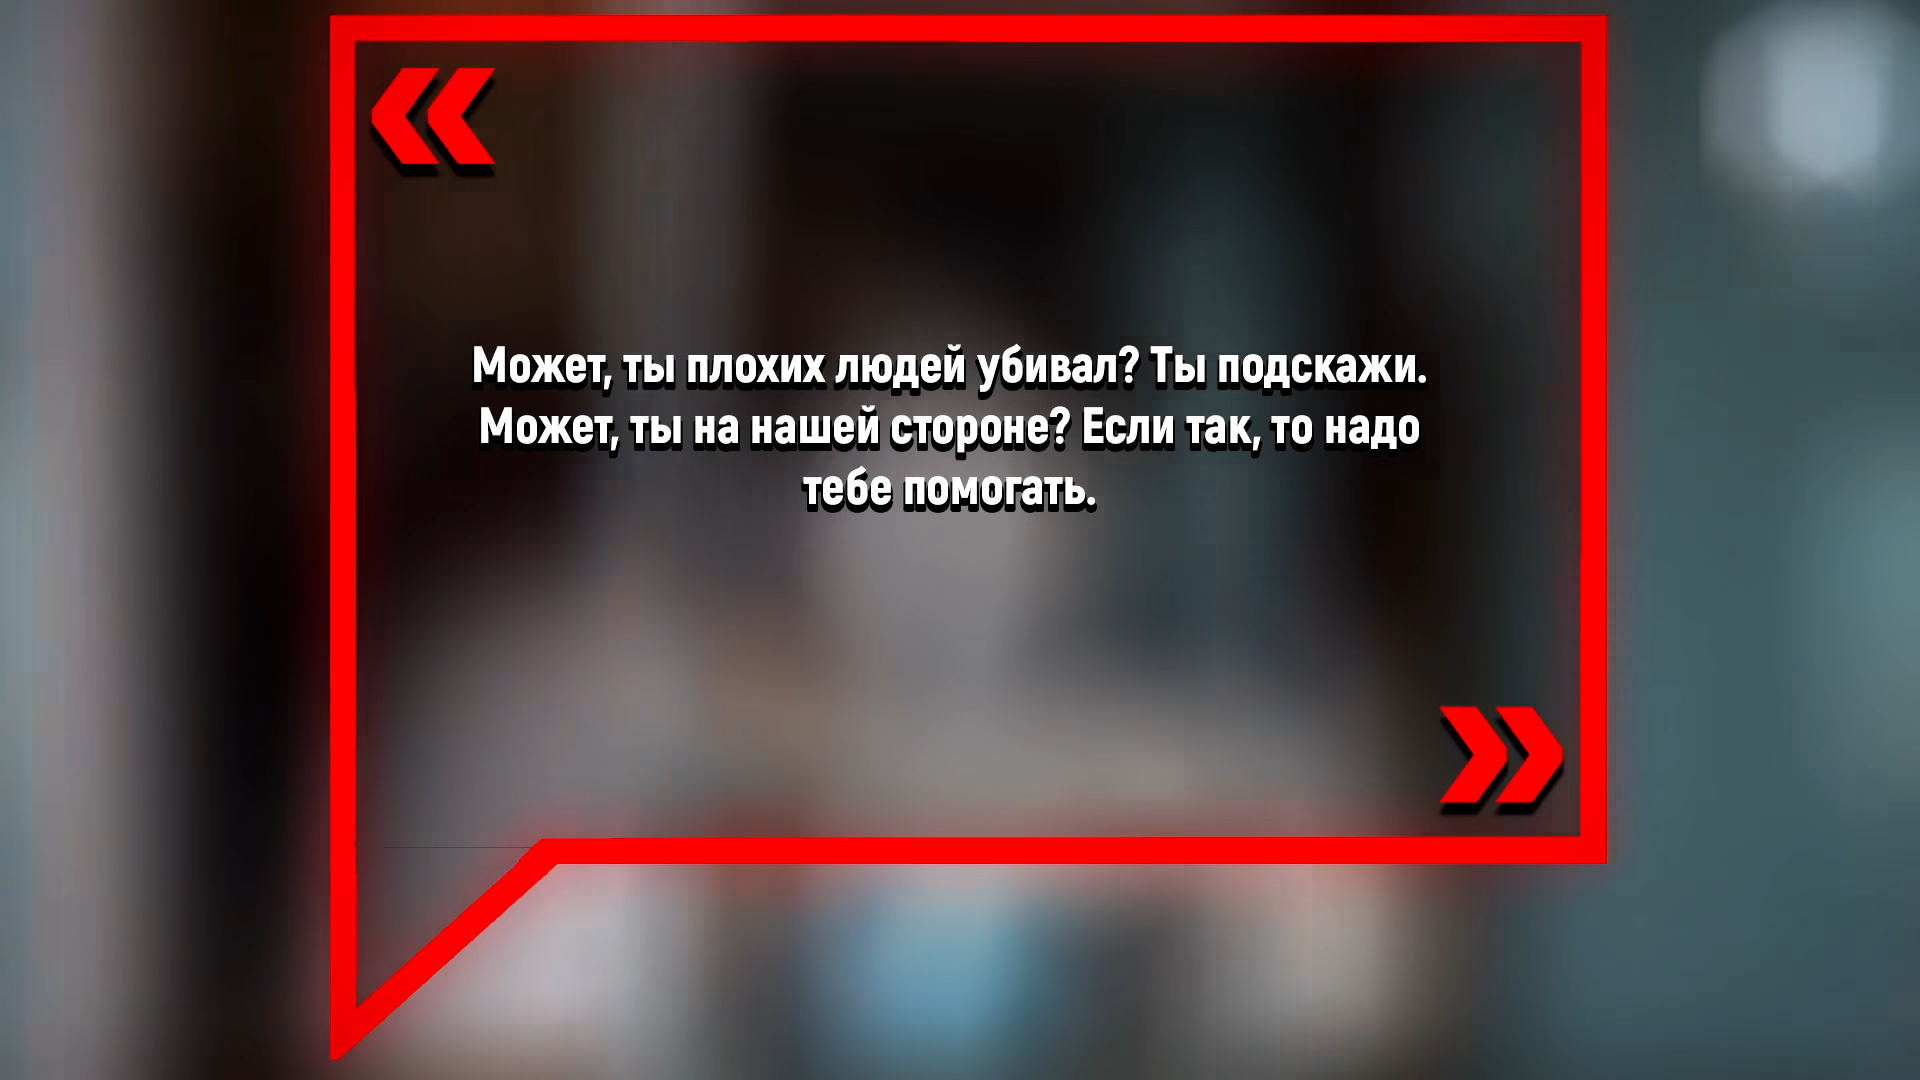 «
Может, ты плохих людей убивал? Ты подскажи.
Может, ты на нашей стороне? Если так, то надо
тебе помогать.
»